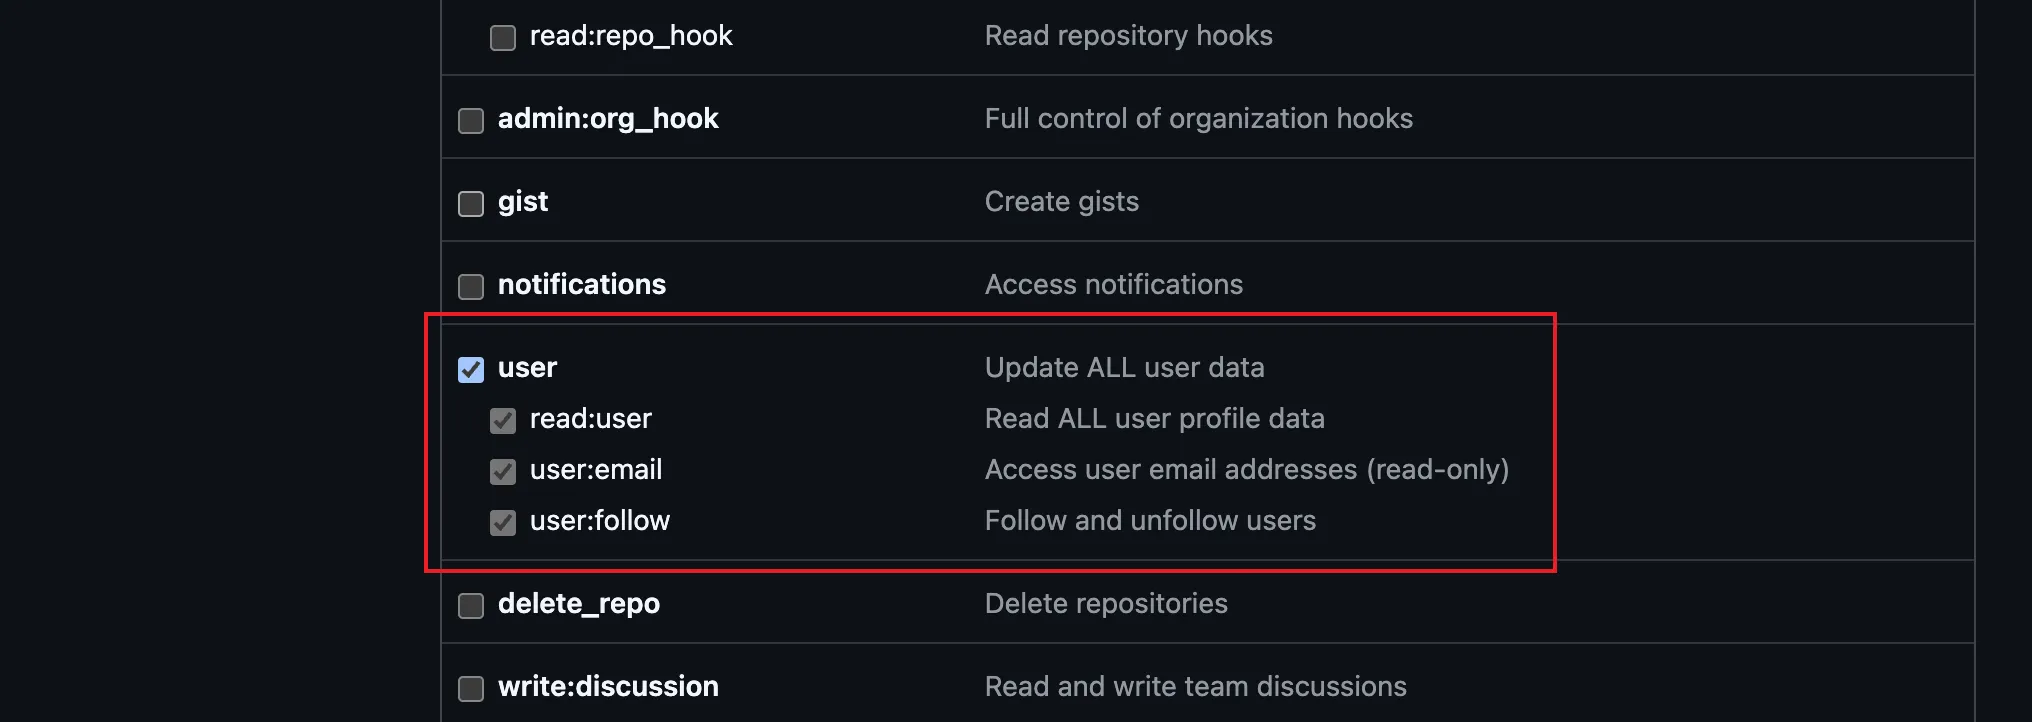 read:repo_hook Read repository hooks
admin:org_hook Full control of organization hooks
gist Create gists
notifications Access notifications
user Update ALL user data
read:user Read ALL user profile data
user:email Access user email addresses (read-only)
user:follow Follow and unfollow users
delete_repo Delete repositories
write:discussion Read and write team discussions